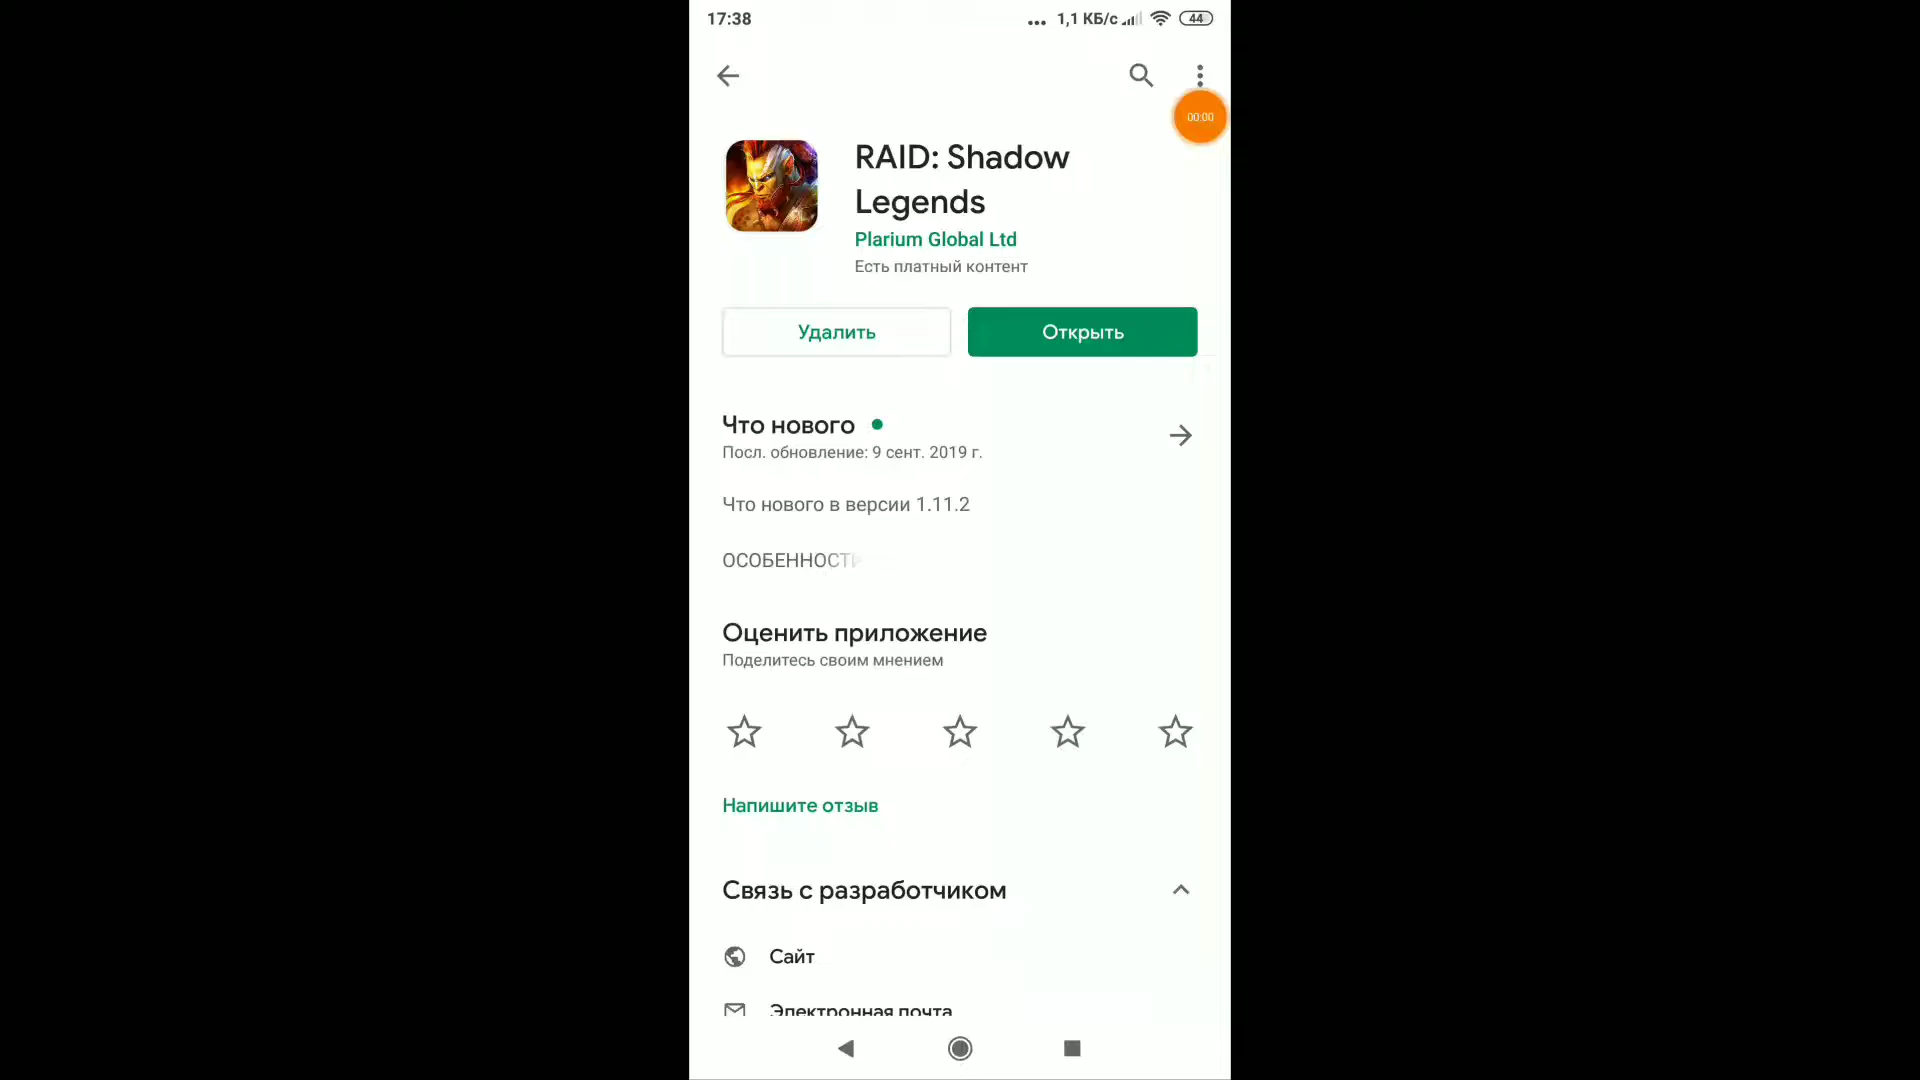 17:38
... 1,1 КБ/с 44
00:00
RAID: Shadow
Legends
Plarium Global Ltd
Есть платный контент
Удалить
Открыть
Что нового
Посл. обновление: 9 сент. 2019 г.
Что нового в версии 1.11.2
ОСОБЕННОСТИ
Оценить приложение
Поделитесь своим мнением
Напишите отзыв
Связь с разработчиком
Сайт
Электронная почта